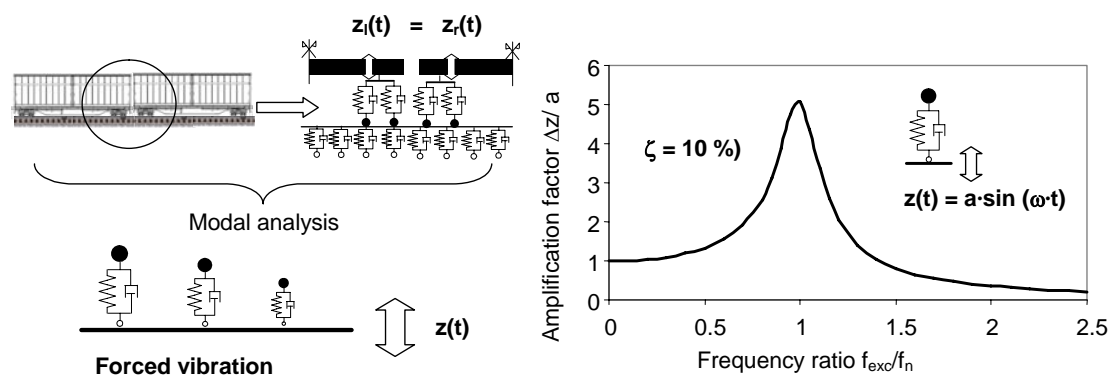 zl(t) = zr(t)
Modal analysis
z(t)
Forced vibration
Amplification factor Δz/ a
6
5
4
3
2
1
0
ζ = 10 %)
z(t) = a·sin (ω·t)
0 0.5 1 1.5 2 2.5
Frequency ratio fexc/fn